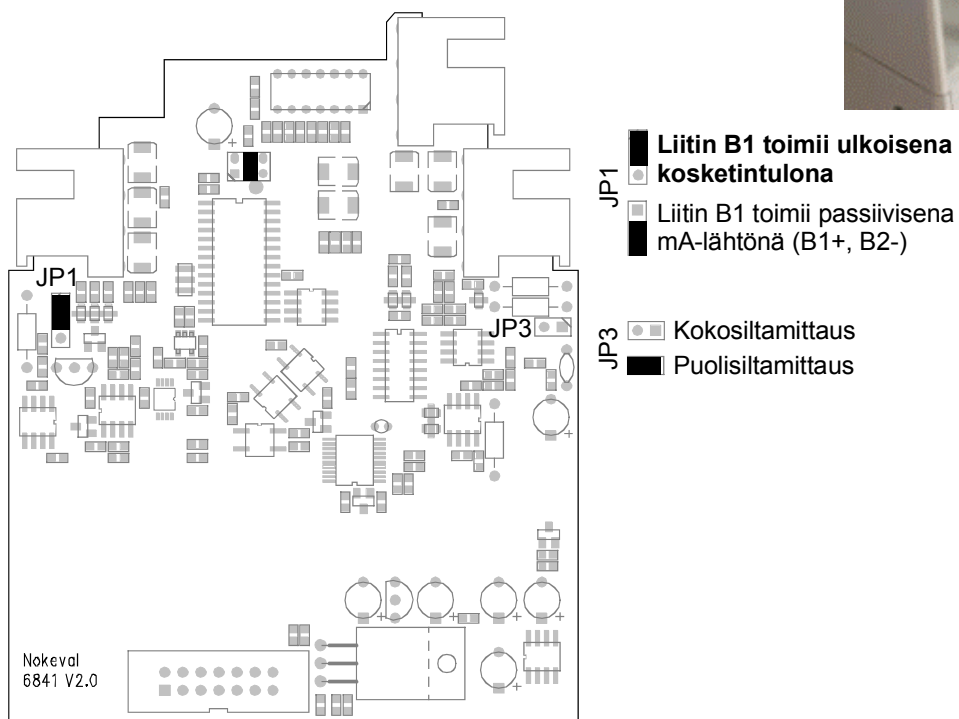 JP1
JP3
Nokeval
6841 V2.0
JP1
Liitin B1 toimii ulkoisena
kosketintulona
Liitin B1 toimii passiivisena
mA-lähtönä (B1+, B2-)
JP3
Kokosiltamittaus
Puolisiltamittaus